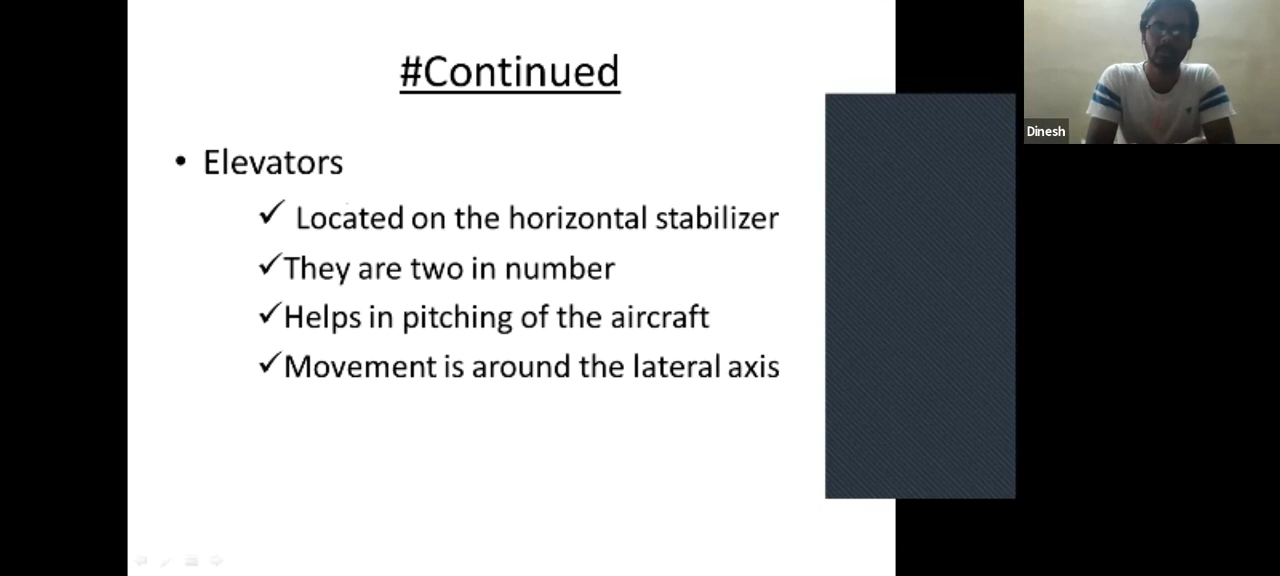 #Continued
• Elevators
✓ Located on the horizontal stabilizer
✓They are two in number
✓Helps in pitching of the aircraft
✓Movement is around the lateral axis
Dinesh